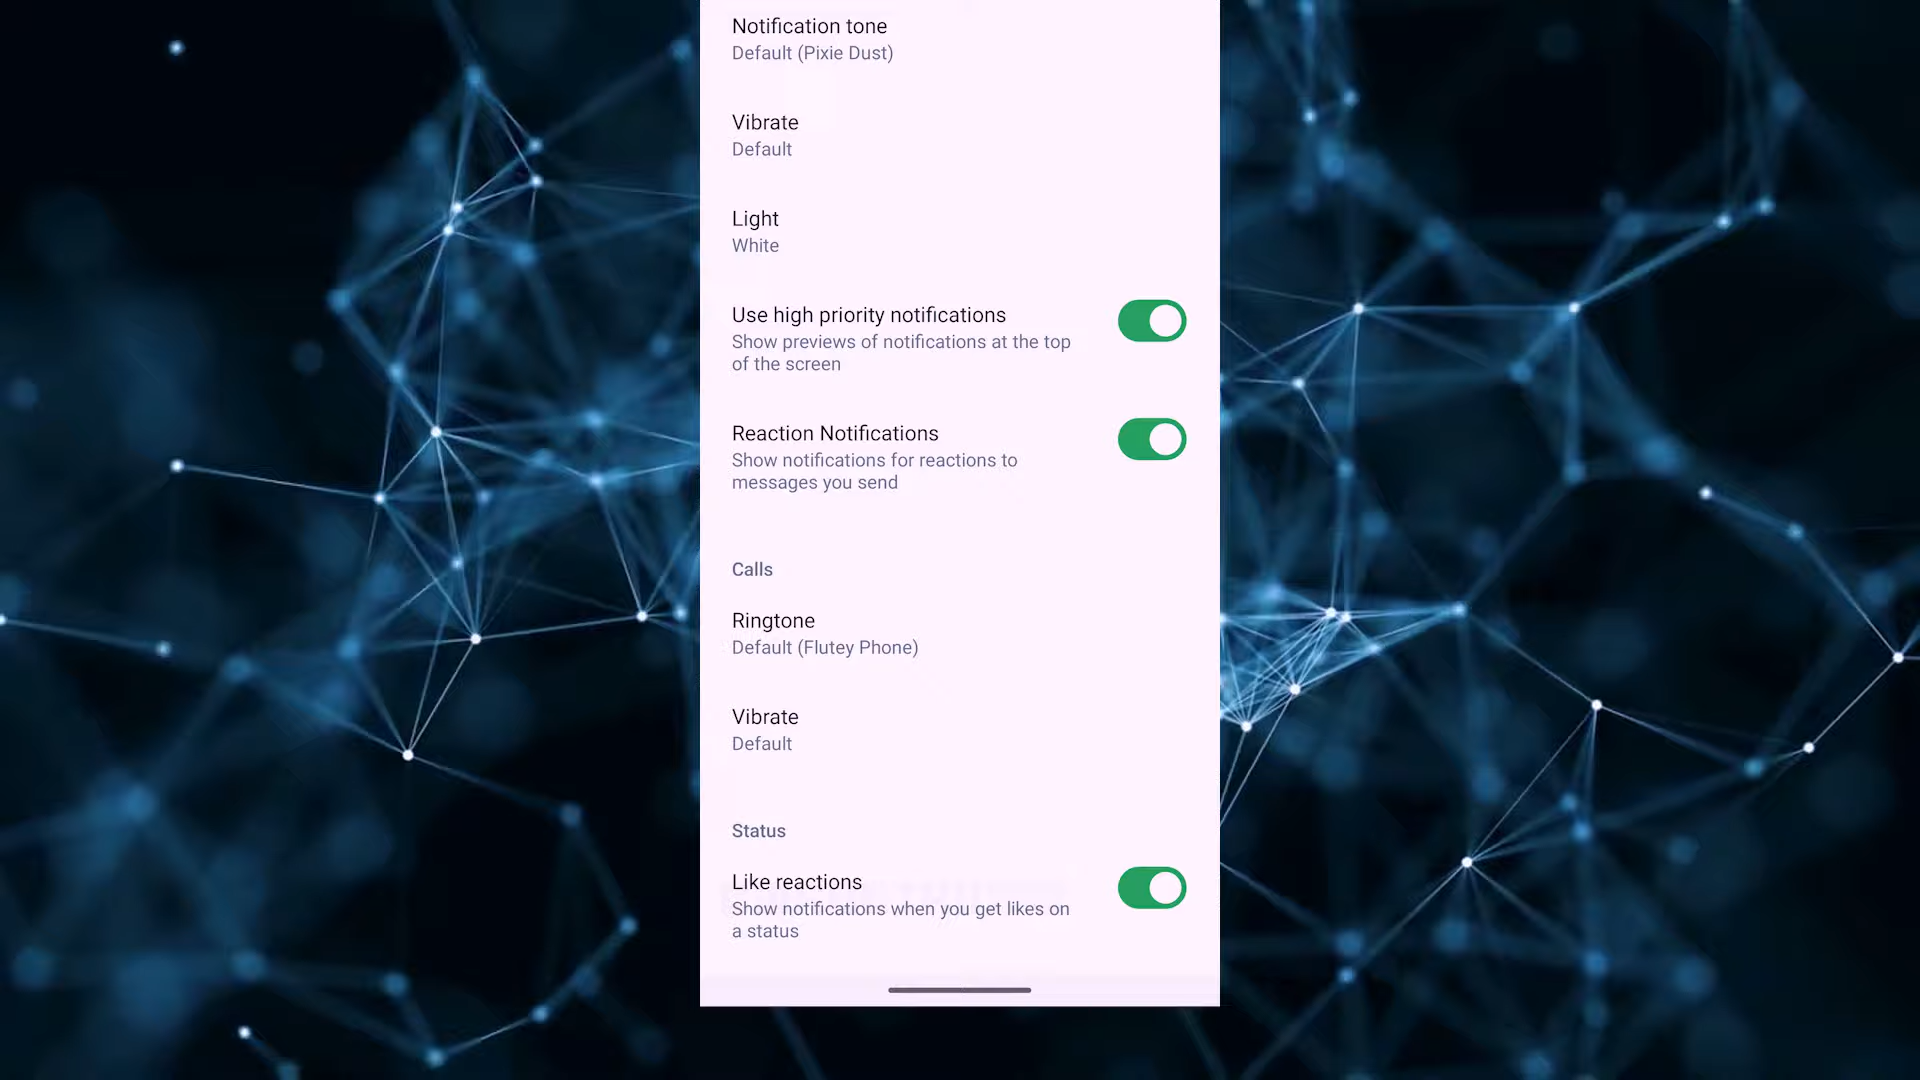 Notification tone
Default (Pixie Dust)
Vibrate
Default
Light
White
Use high priority notifications
Show previews of notifications at the top
of the screen
Reaction Notifications
Show notifications for reactions to
messages you send
Calls
Ringtone
Default (Flutey Phone)
Vibrate
Default
Status
Like reactions
Show notifications when you get likes on
a status